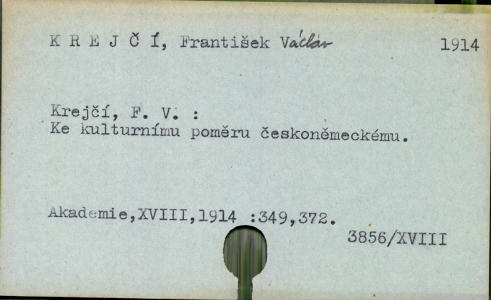 K R E J Č Í, František Václav 1914
Krejčí, F. V. :
Ke kulturnímu poměru českoněmeckému.
Akademie,XVIII,1914 :349,372.
3856/XVIII